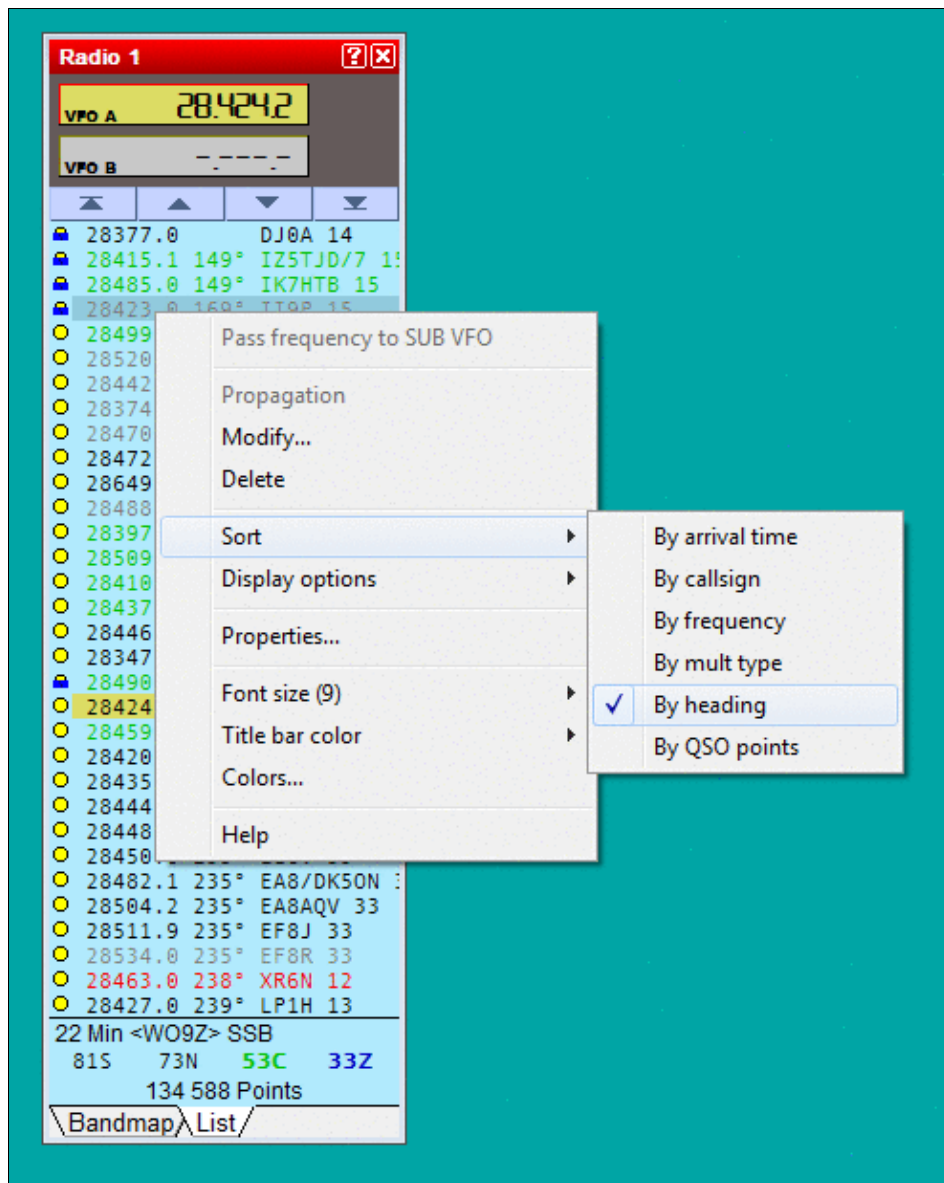 Radio 1
VFO A 28.424.2
VFO B -.---.-
28377.0 DJ0A 14
28415.1 149° IZ5TJD/7
28485.0 149° IK7HTB 15
28423.0 169° IT9P 15
28499
28520
28442
28374
28470
28472
28649
28488
28397
28509
28410
28437
28446
28347
28490
28424
28459
28420
28435
28444
28448
28450
28482.1 235° EA8/DK5ON
28504.2 235° EA8AQV 33
28511.9 235° EF8J 33
28534.0 235° EF8R 33
28463.0 238° XR6N 12
28427.0 239° LP1H 13
22 Min <WO9Z> SSB
81S 73N 53C 33Z
134 588 Points
Bandmap List
Pass frequency to SUB VFO
Propagation
Modify...
Delete
Sort
Display options
Properties...
Font size (9)
Title bar color
Colors...
Help
By arrival time
By callsign
By frequency
By mult type
By heading
By QSO points